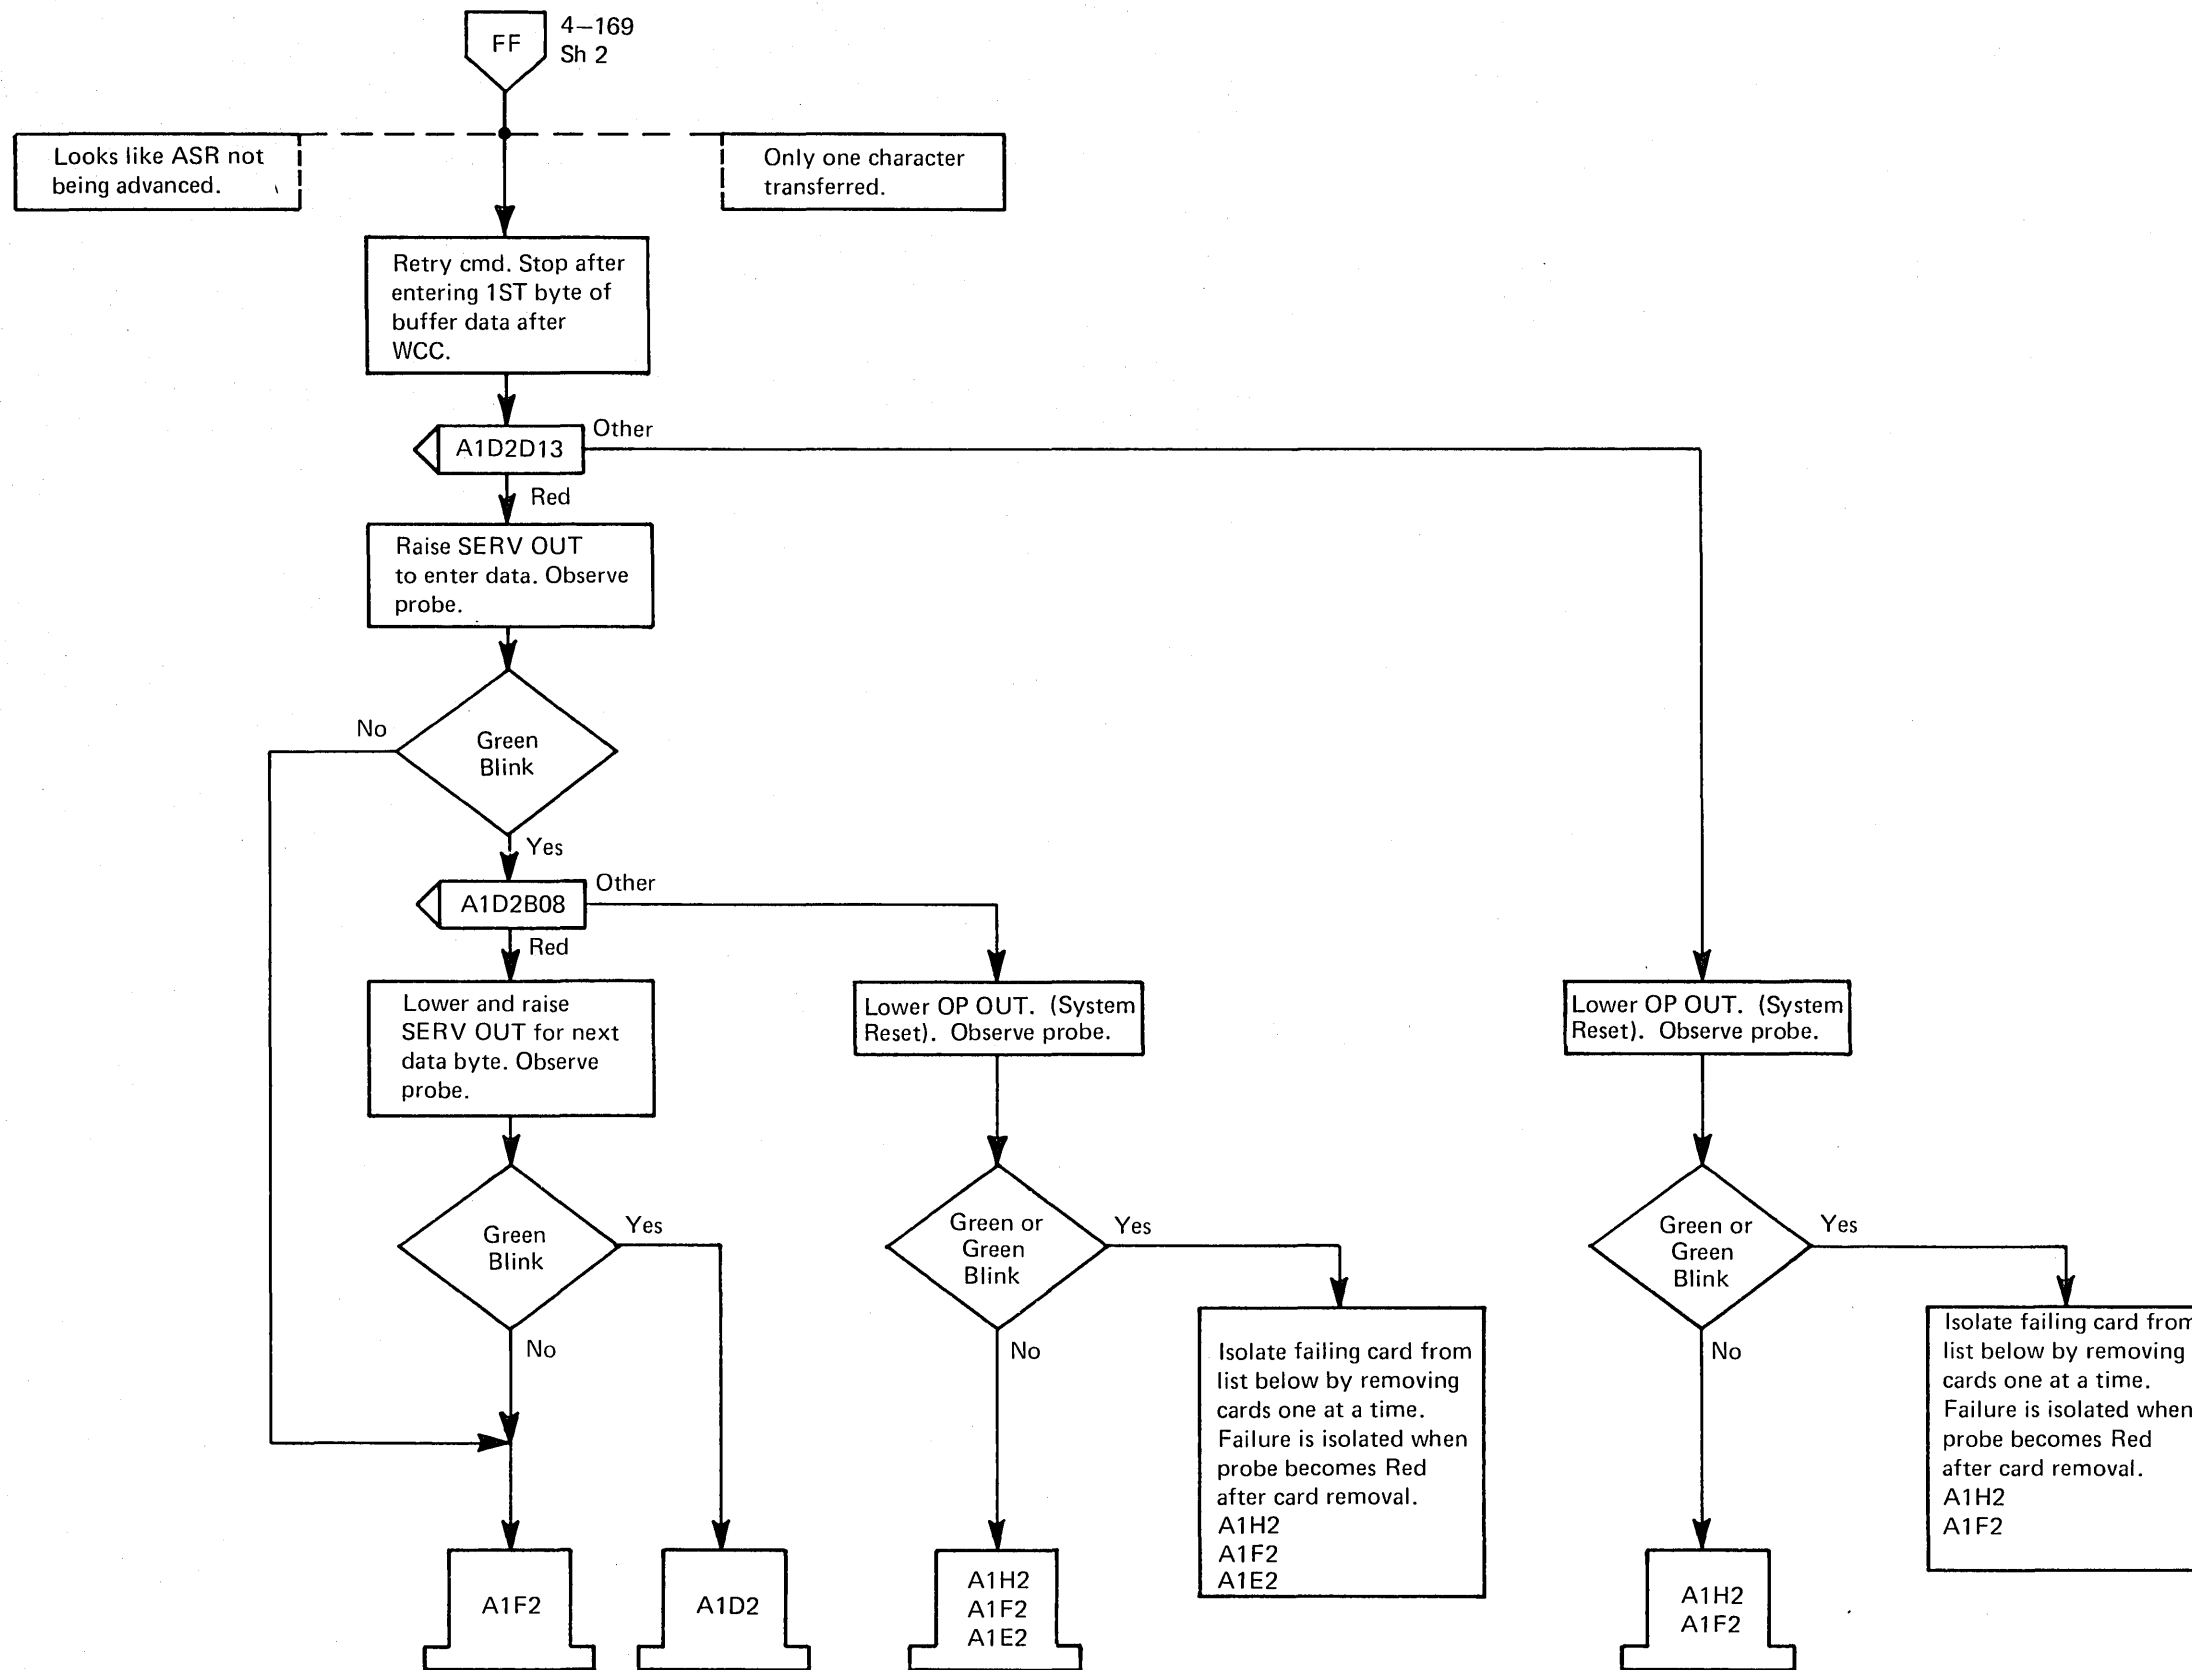 FF
4—169
Sh 2
Looks like ASR not
being advanced.
Only one character
transferred.
Retry cmd. Stop after
entering 1ST byte of
buffer data after
WCC.
A1D2D13
Other
Red
Raise SERV OUT
to enter data. Observe
probe.
No
Green
Blink
Yes
A1D2B08
Other
Red
Lower and raise
SERV OUT for next
data byte. Observe
probe.
Lower OP OUT. (System
Reset). Observe probe.
Lower OP OUT. (System
Reset). Observe probe.
Green
Blink
Yes
No
Green or
Green
Blink
Yes
No
Green or
Green
Blink
Yes
No
Isolate failing card from
list below by removing
cards one at a time.
Failure is isolated when
probe becomes Red
after card removal.
A1H2
A1F2
A1E2
Isolate failing card from
list below by removing
cards one at a time.
Failure is isolated when
probe becomes Red
after card removal.
A1H2
A1F2
A1F2
A1D2
A1H2
A1F2
A1E2
A1H2
A1F2